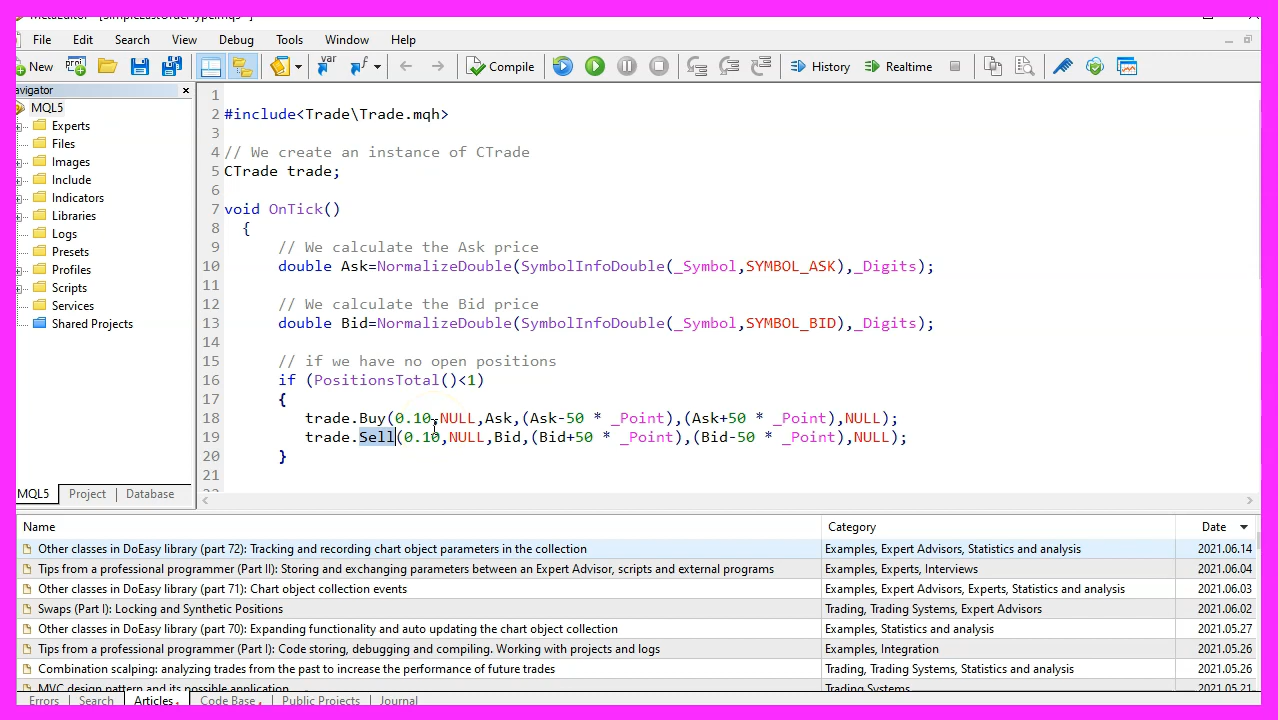 MetaEditor - [SimpleLastOrderType.mq5 *]
File Edit Search View Debug Tools Window Help
New Compile History Realtime
Navigator
MQL5
Experts
Files
Images
Include
Indicators
Libraries
Logs
Presets
Profiles
Scripts
Services
Shared Projects
MQL5 Project Database
1
2 #include<Trade\Trade.mqh>
3
4 // We create an instance of CTrade
5 CTrade trade;
6
7 void OnTick()
8 {
9 // We calculate the Ask price
10 double Ask=NormalizeDouble(SymbolInfoDouble(_Symbol,SYMBOL_ASK),_Digits);
11
12 // We calculate the Bid price
13 double Bid=NormalizeDouble(SymbolInfoDouble(_Symbol,SYMBOL_BID),_Digits);
14
15 // if we have no open positions
16 if (PositionsTotal()<1)
17 {
18 trade.Buy(0.10,NULL,Ask,(Ask-50 * _Point),(Ask+50 * _Point),NULL);
19 trade.Sell(0.10,NULL,Bid,(Bid+50 * _Point),(Bid-50 * _Point),NULL);
20 }
21
Name Category Date
Other classes in DoEasy library (part 72): Tracking and recording chart object parameters in the collection Examples, Expert Advisors, Statistics and analysis 2021.06.14
Tips from a professional programmer (Part II): Storing and exchanging parameters between an Expert Advisor, scripts and external programs Examples, Experts, Interviews 2021.06.04
Other classes in DoEasy library (part 71): Chart object collection events Examples, Expert Advisors, Experts, Statistics and analysis 2021.06.03
Swaps (Part I): Locking and Synthetic Positions Trading, Trading Systems, Expert Advisors 2021.06.02
Other classes in DoEasy library (part 70): Expanding functionality and auto updating the chart object collection Examples, Statistics and analysis 2021.05.27
Tips from a professional programmer (Part I): Code storing, debugging and compiling. Working with projects and logs Examples, Integration 2021.05.26
Combination scalping: analyzing trades from the past to increase the performance of future trades Trading, Trading Systems, Statistics and analysis 2021.05.26
MVC design pattern and its possible application Trading Systems 2021.05.21
Errors Search Articles Code Base Public Projects Journal